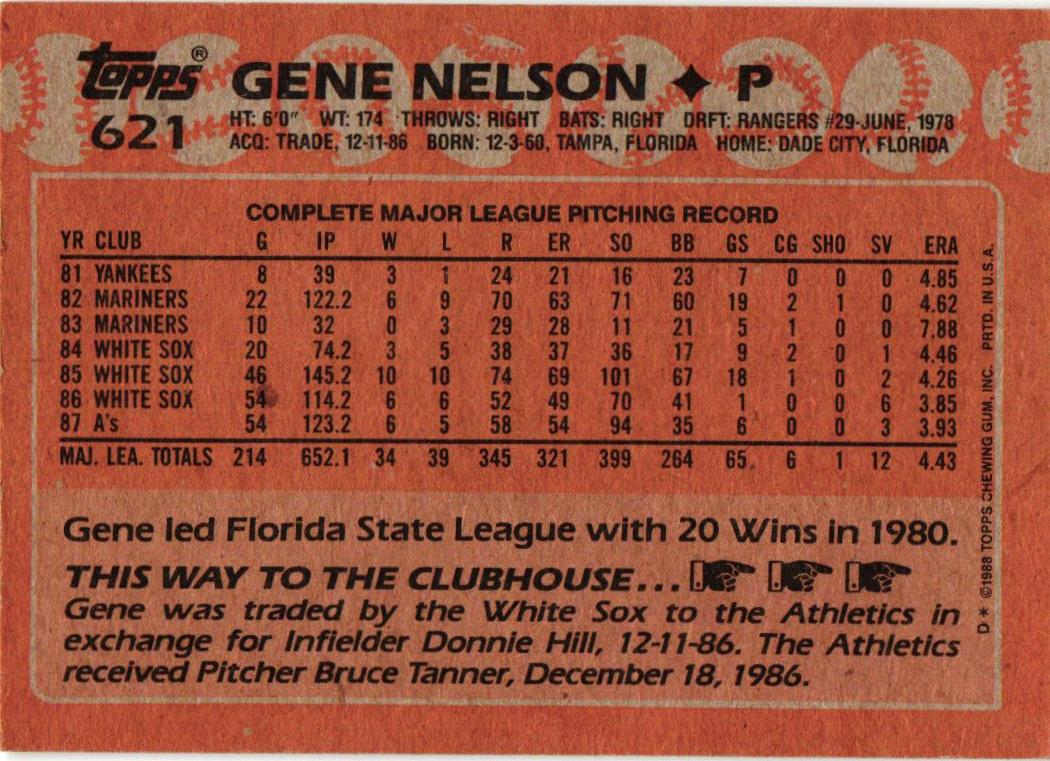 topps® GENE NELSON ✦ P
621 HT: 6'0" WT: 174 THROWS: RIGHT BATS: RIGHT DRFT: RANGERS #29-JUNE, 1978
ACQ: TRADE, 12-11-86 BORN: 12-3-60, TAMPA, FLORIDA HOME: DADE CITY, FLORIDA
COMPLETE MAJOR LEAGUE PITCHING RECORD
YR CLUB G IP W L R ER SO BB GS CG SHO SV ERA
81 YANKEES 8 39 3 1 24 21 16 23 7 0 0 0 4.85
82 MARINERS 22 122.2 6 9 70 63 71 60 19 2 1 0 4.62
83 MARINERS 10 32 0 3 29 28 11 21 5 1 0 0 7.88
84 WHITE SOX 20 74.2 3 5 38 37 36 17 9 2 0 1 4.46
85 WHITE SOX 46 145.2 10 10 74 69 101 67 18 1 0 2 4.26
86 WHITE SOX 54 114.2 6 6 52 49 70 41 1 0 0 6 3.85
87 A's 54 123.2 6 5 58 54 94 35 6 0 0 3 3.93
MAJ. LEA. TOTALS 214 652.1 34 39 345 321 399 264 65 6 1 12 4.43
Gene led Florida State League with 20 Wins in 1980.
THIS WAY TO THE CLUBHOUSE...
Gene was traded by the White Sox to the Athletics in
exchange for Infielder Donnie Hill, 12-11-86. The Athletics
received Pitcher Bruce Tanner, December 18, 1986.
D* ©1988 TOPPS CHEWING GUM, INC. PRTD. IN U.S.A.